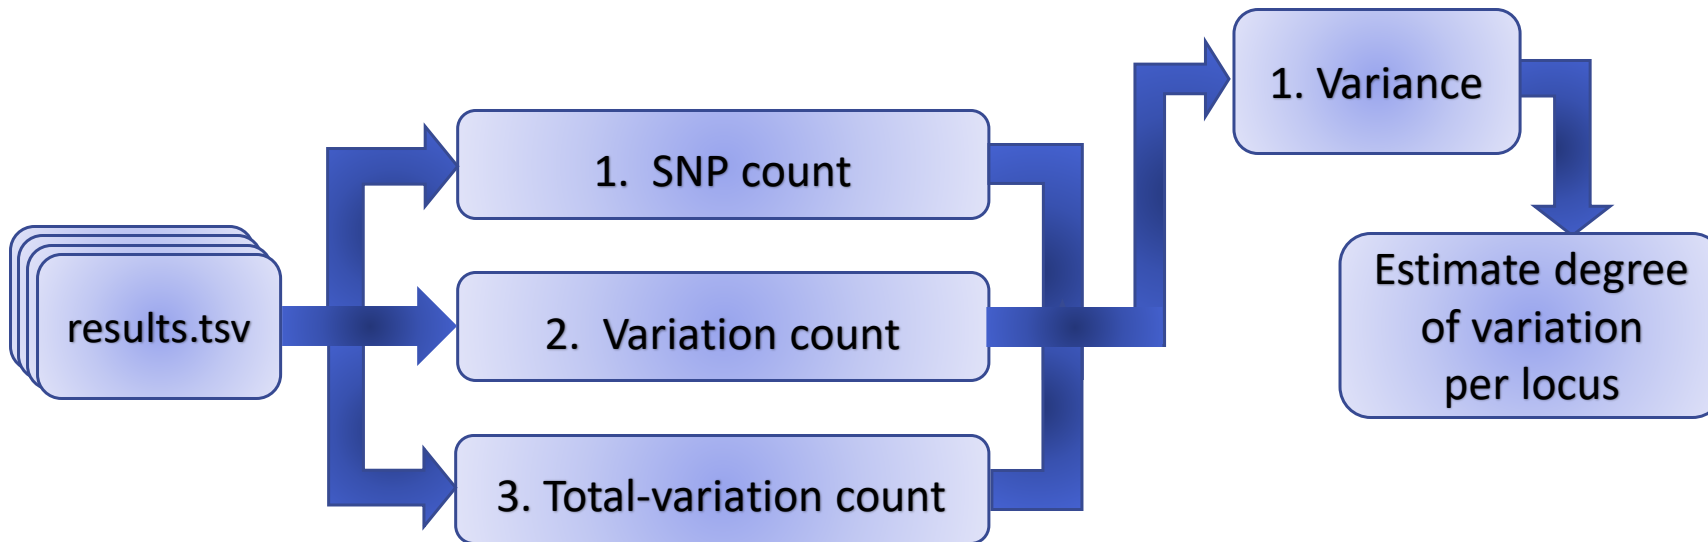 results.tsv
1. SNP count
2. Variation count
3. Total-variation count
1. Variance
Estimate degree
of variation
per locus